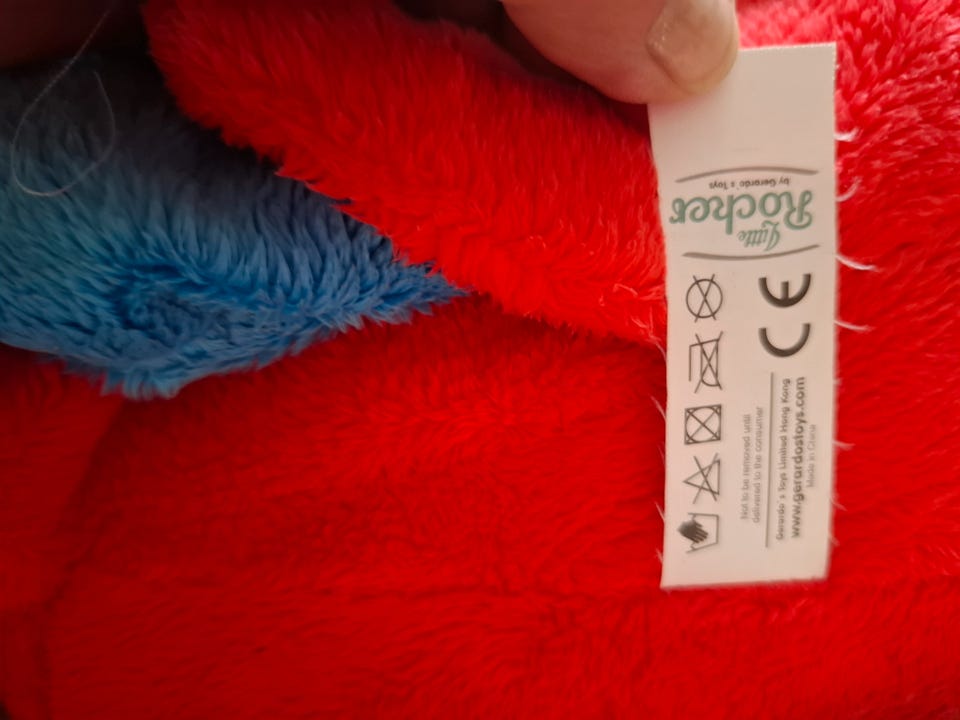 Little
Rocker
by Gerardo's Toys
CE
Not to be removed until
delivered to the consumer
Gerardo's Toys Limited Hong Kong
www.gerardostoys.com
Made in China